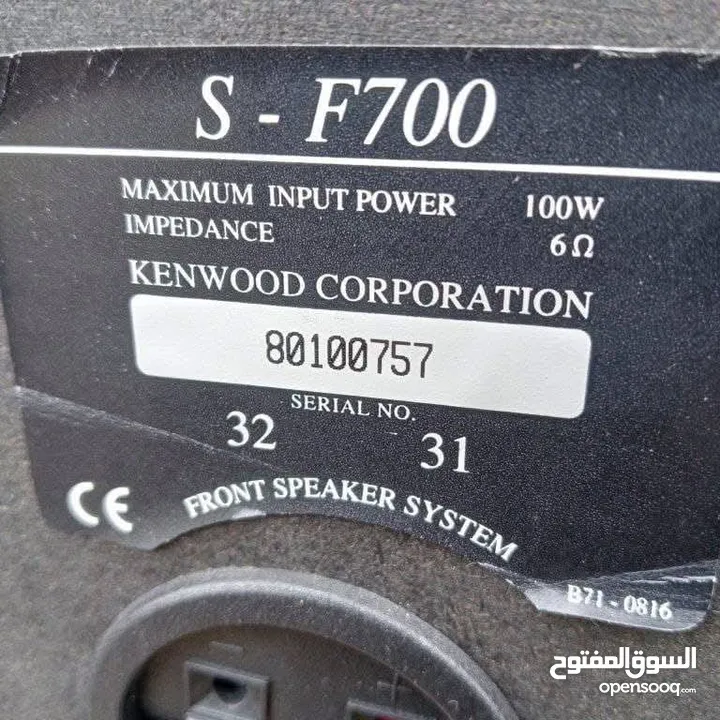 S - F700
MAXIMUM INPUT POWER 100W
IMPEDANCE 6Ω
KENWOOD CORPORATION
80100757
SERIAL NO.
32 31
CE
FRONT SPEAKER SYSTEM
B71 - 0816
السوق المفتوح
opensooq.com